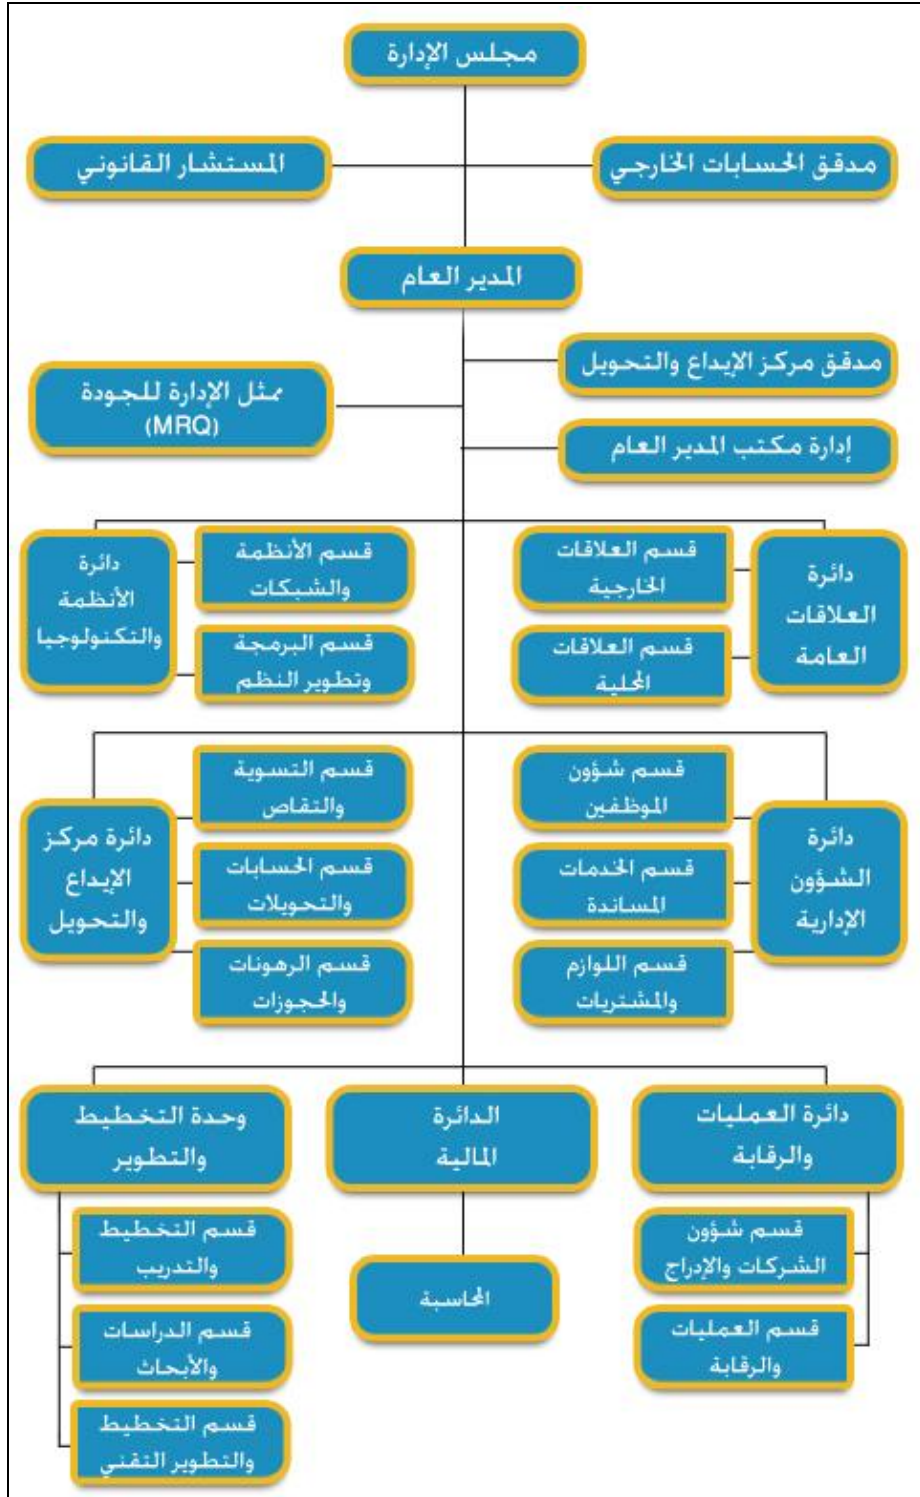 مجلس الإدارة
مدقق الحسابات الخارجي
المستشار القانوني
المدير العام
مدقق مركز الإيداع والتحويل
ممثل الإدارة للجودة
(MRQ)
إدارة مكتب المدير العام
دائرة
العلاقات
العامة
قسم العلاقات
الخارجية
قسم العلاقات
المحلية
قسم الأنظمة
والشبكات
قسم البرمجة
وتطوير النظم
دائرة
الأنظمة
والتكنولوجيا
دائرة
الشؤون
الإدارية
قسم شؤون
الموظفين
قسم الخدمات
المساندة
قسم اللوازم
والمشتريات
قسم التسوية
والتقاص
قسم الحسابات
والتحويلات
قسم الرهونات
والحجوزات
دائرة مركز
الإيداع
والتحويل
دائرة العمليات
والرقابة
قسم شؤون
الشركات والإدراج
قسم العمليات
والرقابة
الدائرة
المالية
المحاسبة
وحدة التخطيط
والتطوير
قسم التخطيط
والتدريب
قسم الدراسات
والأبحاث
قسم التخطيط
والتطوير التقني